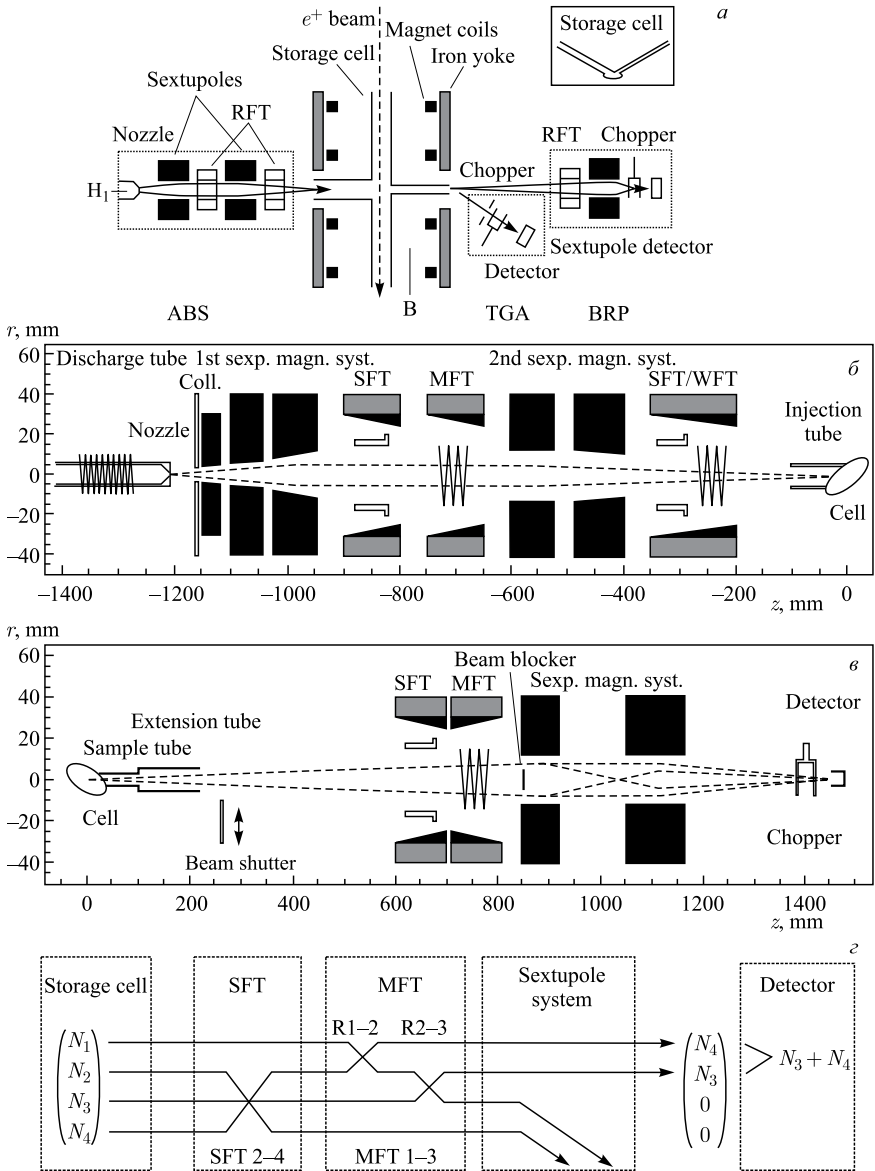 e⁺ beam
а
Storage cell
Magnet coils
Iron yoke
Storage cell
Sextupoles
RFT
Nozzle
RFT
Chopper
Chopper
H₁
Sextupole detector
Detector
ABS
B
TGA
BRP
r, mm
б
60
Discharge tube
1st sexp. magn. syst.
2nd sexp. magn. syst.
Coll.
SFT
MFT
SFT/WFT
40
Injection
tube
Nozzle
20
0
–20
Cell
–40
–1400
–1200
–1000
–800
–600
–400
–200
0
z, mm
r, mm
в
60
Beam blocker
SFT
MFT
Sexp. magn. syst.
40
Detector
Extension tube
20
Sample tube
0
Cell
–20
Chopper
Beam shutter
–40
0
200
400
600
800
1000
1200
1400
z, mm
г
Storage cell
SFT
MFT
Sextupole
system
Detector
R1–2
R2–3
N₁
N₂
N₃
N₄
N₄
N₃
0
0
N₃ + N₄
SFT 2–4
MFT 1–3